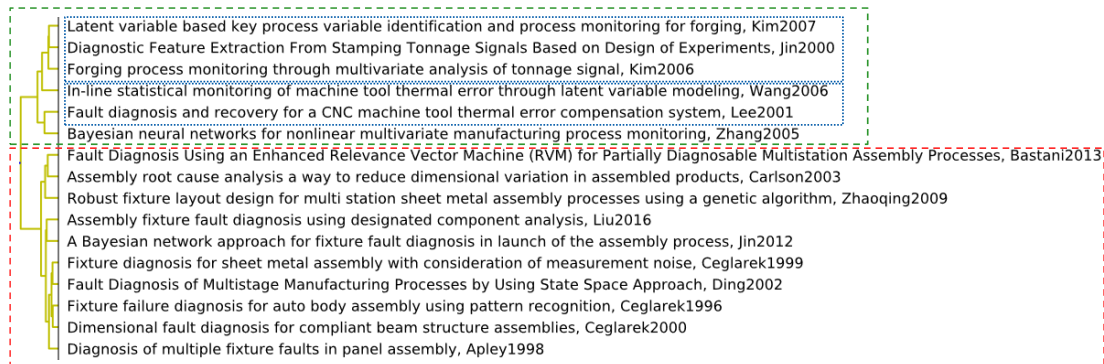 Latent variable based key process variable identification and process monitoring for forging, Kim2007
Diagnostic Feature Extraction From Stamping Tonnage Signals Based on Design of Experiments, Jin2000
Forging process monitoring through multivariate analysis of tonnage signal, Kim2006
In-line statistical monitoring of machine tool thermal error through latent variable modeling, Wang2006
Fault diagnosis and recovery for a CNC machine tool thermal error compensation system, Lee2001
Bayesian neural networks for nonlinear multivariate manufacturing process monitoring, Zhang2005
Fault Diagnosis Using an Enhanced Relevance Vector Machine (RVM) for Partially Diagnosable Multistation Assembly Processes, Bastani2013
Assembly root cause analysis a way to reduce dimensional variation in assembled products, Carlson2003
Robust fixture layout design for multi station sheet metal assembly processes using a genetic algorithm, Zhaoqing2009
Assembly fixture fault diagnosis using designated component analysis, Liu2016
A Bayesian network approach for fixture fault diagnosis in launch of the assembly process, Jin2012
Fixture diagnosis for sheet metal assembly with consideration of measurement noise, Ceglarek1999
Fault Diagnosis of Multistage Manufacturing Processes by Using State Space Approach, Ding2002
Fixture failure diagnosis for auto body assembly using pattern recognition, Ceglarek1996
Dimensional fault diagnosis for compliant beam structure assemblies, Ceglarek2000
Diagnosis of multiple fixture faults in panel assembly, Apley1998